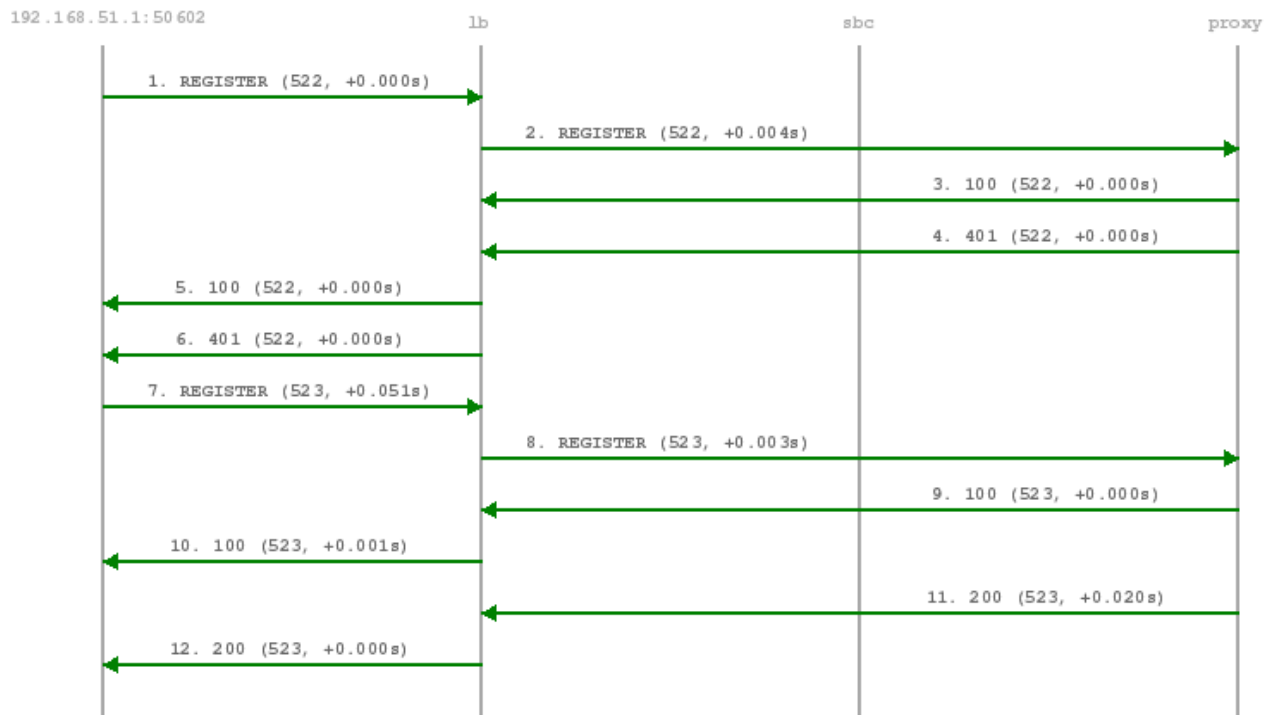 192.168.51.1:50602 lb sbc proxy
1. REGISTER (522, +0.000s)
2. REGISTER (522, +0.004s)
3. 100 (522, +0.000s)
4. 401 (522, +0.000s)
5. 100 (522, +0.000s)
6. 401 (522, +0.000s)
7. REGISTER (523, +0.051s)
8. REGISTER (523, +0.003s)
9. 100 (523, +0.000s)
10. 100 (523, +0.001s)
11. 200 (523, +0.020s)
12. 200 (523, +0.000s)